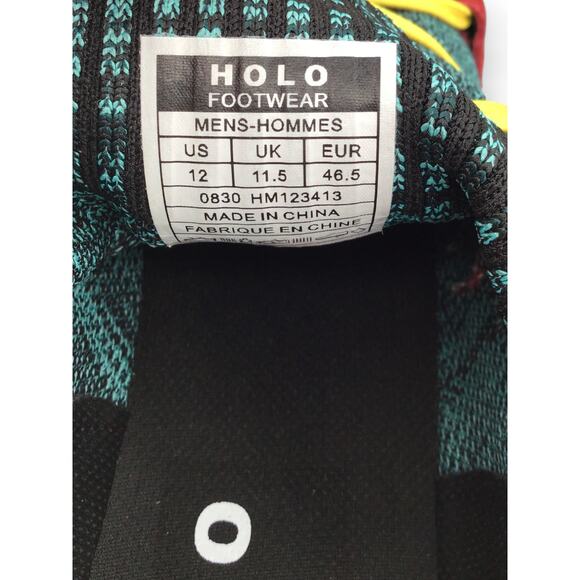 HOLO
FOOTWEAR
MENS-HOMMES
US UK EUR
12 11.5 46.5
0830 HM123413
MADE IN CHINA
FABRIQUE EN CHINE
O